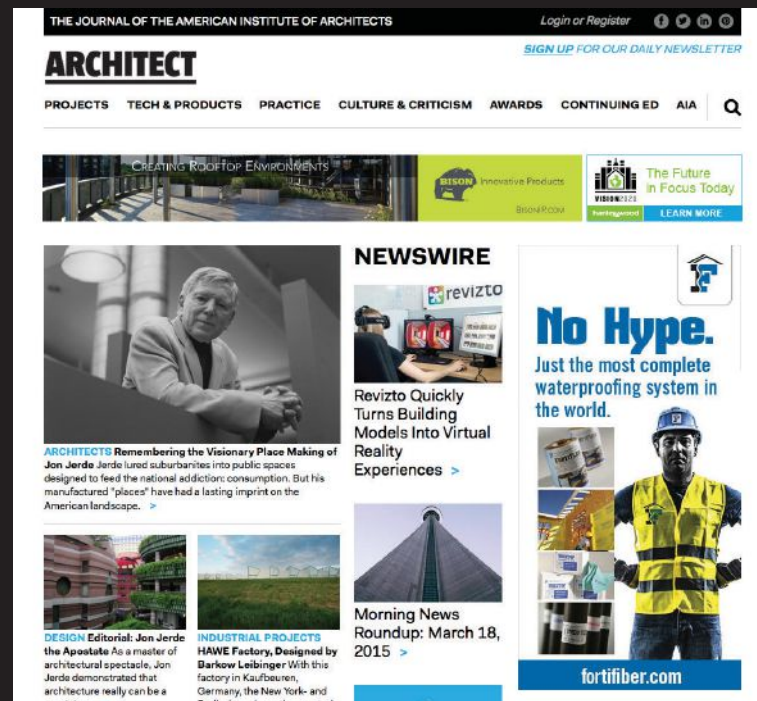 THE JOURNAL OF THE AMERICAN INSTITUTE OF ARCHITECTS
Login or Register
SIGN UP FOR OUR DAILY NEWSLETTER
ARCHITECT
PROJECTS TECH & PRODUCTS PRACTICE CULTURE & CRITICISM AWARDS CONTINUING ED AIA
CREATING ROOFTOP ENVIRONMENTS
BISON Innovative Products
BISONIP.COM
VISION2020
The Future
in Focus Today
LEARN MORE
ARCHITECTS Remembering the Visionary Place Making of
Jon Jerde Jerde lured suburbanites into public spaces
designed to feed the national addiction: consumption. But his
manufactured "places" have had a lasting imprint on the
American landscape. >
DESIGN Editorial: Jon Jerde
the Apostate As a master of
architectural spectacle, Jon
Jerde demonstrated that
architecture really can be a
INDUSTRIAL PROJECTS
HAWE Factory, Designed by
Barkow Leibinger With this
factory in Kaufbeuren,
Germany, the New York- and
NEWSWIRE
revizto
Revizto Quickly
Turns Building
Models Into Virtual
Reality
Experiences >
Morning News
Roundup: March 18,
2015 >
No Hype.
Just the most complete
waterproofing system in
the world.
fortifiber.com